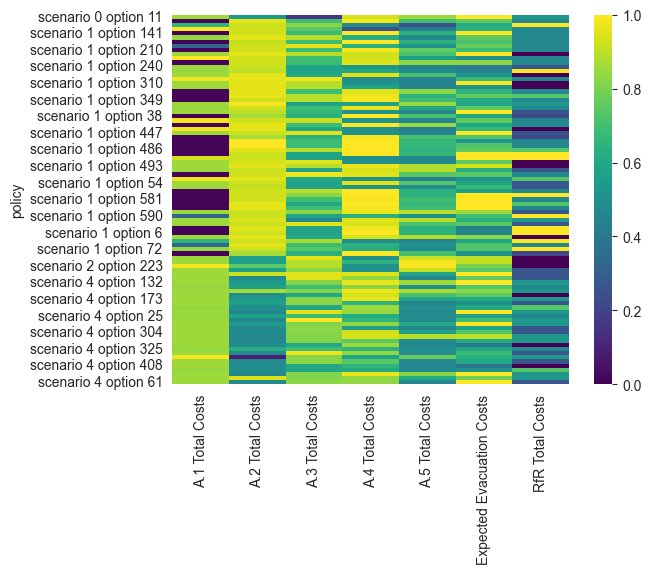 scenario 0 option 11
scenario 1 option 141
scenario 1 option 210
scenario 1 option 240
scenario 1 option 310
scenario 1 option 349
scenario 1 option 38
scenario 1 option 447
scenario 1 option 486
scenario 1 option 493
scenario 1 option 54
scenario 1 option 581
scenario 1 option 590
scenario 1 option 6
scenario 1 option 72
scenario 2 option 223
scenario 4 option 132
scenario 4 option 173
scenario 4 option 25
scenario 4 option 304
scenario 4 option 325
scenario 4 option 408
scenario 4 option 61
policy
A.1 Total Costs
A.2 Total Costs
A.3 Total Costs
A.4 Total Costs
A.5 Total Costs
Expected Evacuation Costs
RfR Total Costs
1.0
0.8
0.6
0.4
0.2
0.0